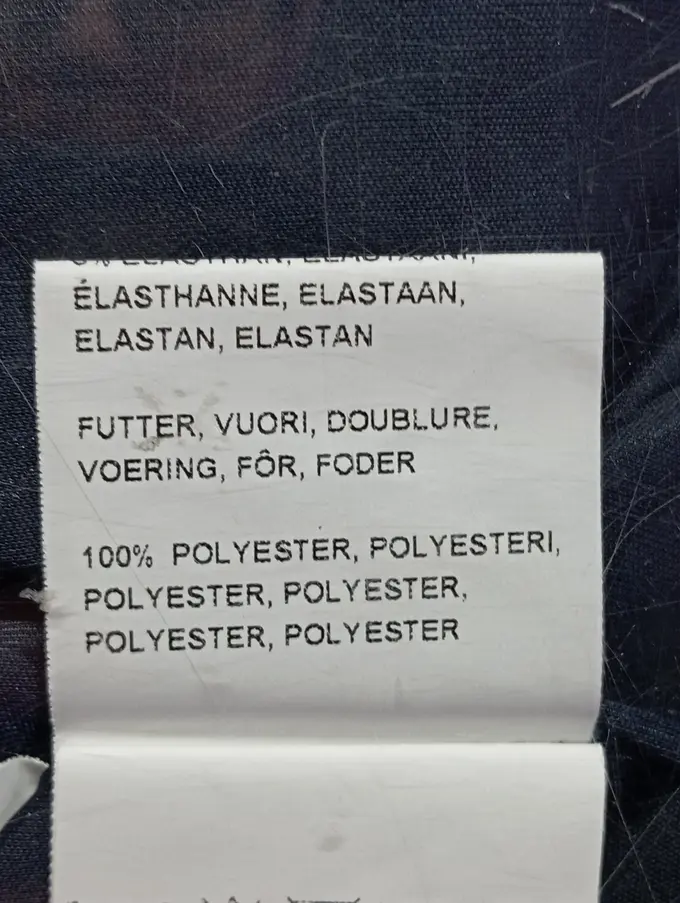 ÉLASTHANNE, ELASTAAN,
ELASTAN, ELASTAN
FUTTER, VUORI, DOUBLURE,
VOERING, FÔR, FODER
100% POLYESTER, POLYESTERI,
POLYESTER, POLYESTER,
POLYESTER, POLYESTER